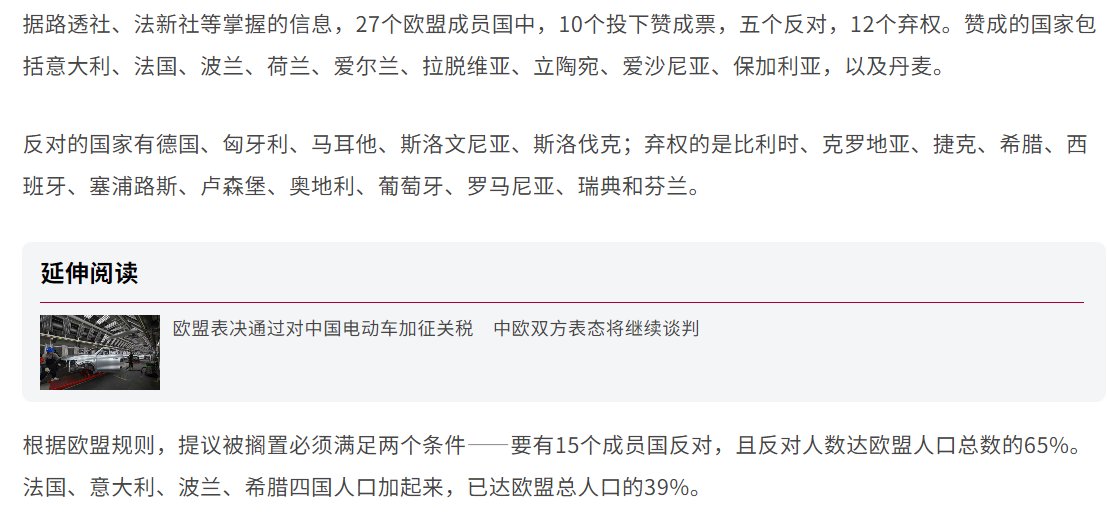 据路透社、法新社等掌握的信息，27个欧盟成员国中，10个投下赞成票，五个反对，12个弃权。赞成的国家包
括意大利、法国、波兰、荷兰、爱尔兰、拉脱维亚、立陶宛、爱沙尼亚、保加利亚，以及丹麦。
反对的国家有德国、匈牙利、马耳他、斯洛文尼亚、斯洛伐克；弃权的是比利时、克罗地亚、捷克、希腊、西
班牙、塞浦路斯、卢森堡、奥地利、葡萄牙、罗马尼亚、瑞典和芬兰。
延伸阅读
欧盟表决通过对中国电动车加征关税　中欧双方表态将继续谈判
根据欧盟规则，提议被搁置必须满足两个条件——要有15个成员国反对，且反对人数达欧盟人口总数的65%。
法国、意大利、波兰、希腊四国人口加起来，已达欧盟总人口的39%。